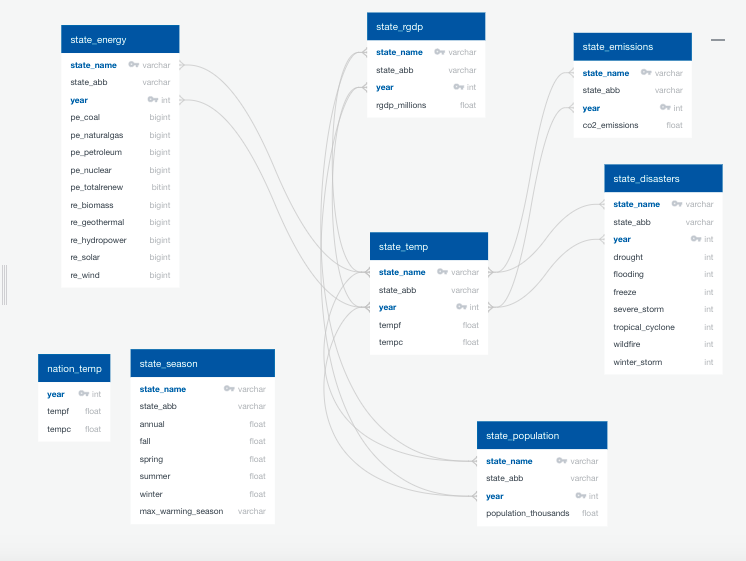 state_energy
state_name varchar
state_abb varchar
year int
pe_coal bigint
pe_naturalgas bigint
pe_petroleum bigint
pe_nuclear bigint
pe_totalrenew bitint
re_biomass bigint
re_geothermal bigint
re_hydropower bigint
re_solar bigint
re_wind bigint
state_rgdp
state_name varchar
state_abb varchar
year int
rgdp_millions float
state_emissions
state_name varchar
state_abb varchar
year int
co2_emissions float
state_disasters
state_name varchar
state_abb varchar
year int
drought int
flooding int
freeze int
severe_storm int
tropical_cyclone int
wildfire int
winter_storm int
state_temp
state_name varchar
state_abb varchar
year int
tempf float
tempc float
nation_temp
year int
tempf float
tempc float
state_season
state_name varchar
state_abb varchar
annual float
fall float
spring float
summer float
winter float
max_warming_season varchar
state_population
state_name varchar
state_abb varchar
year int
population_thousands float